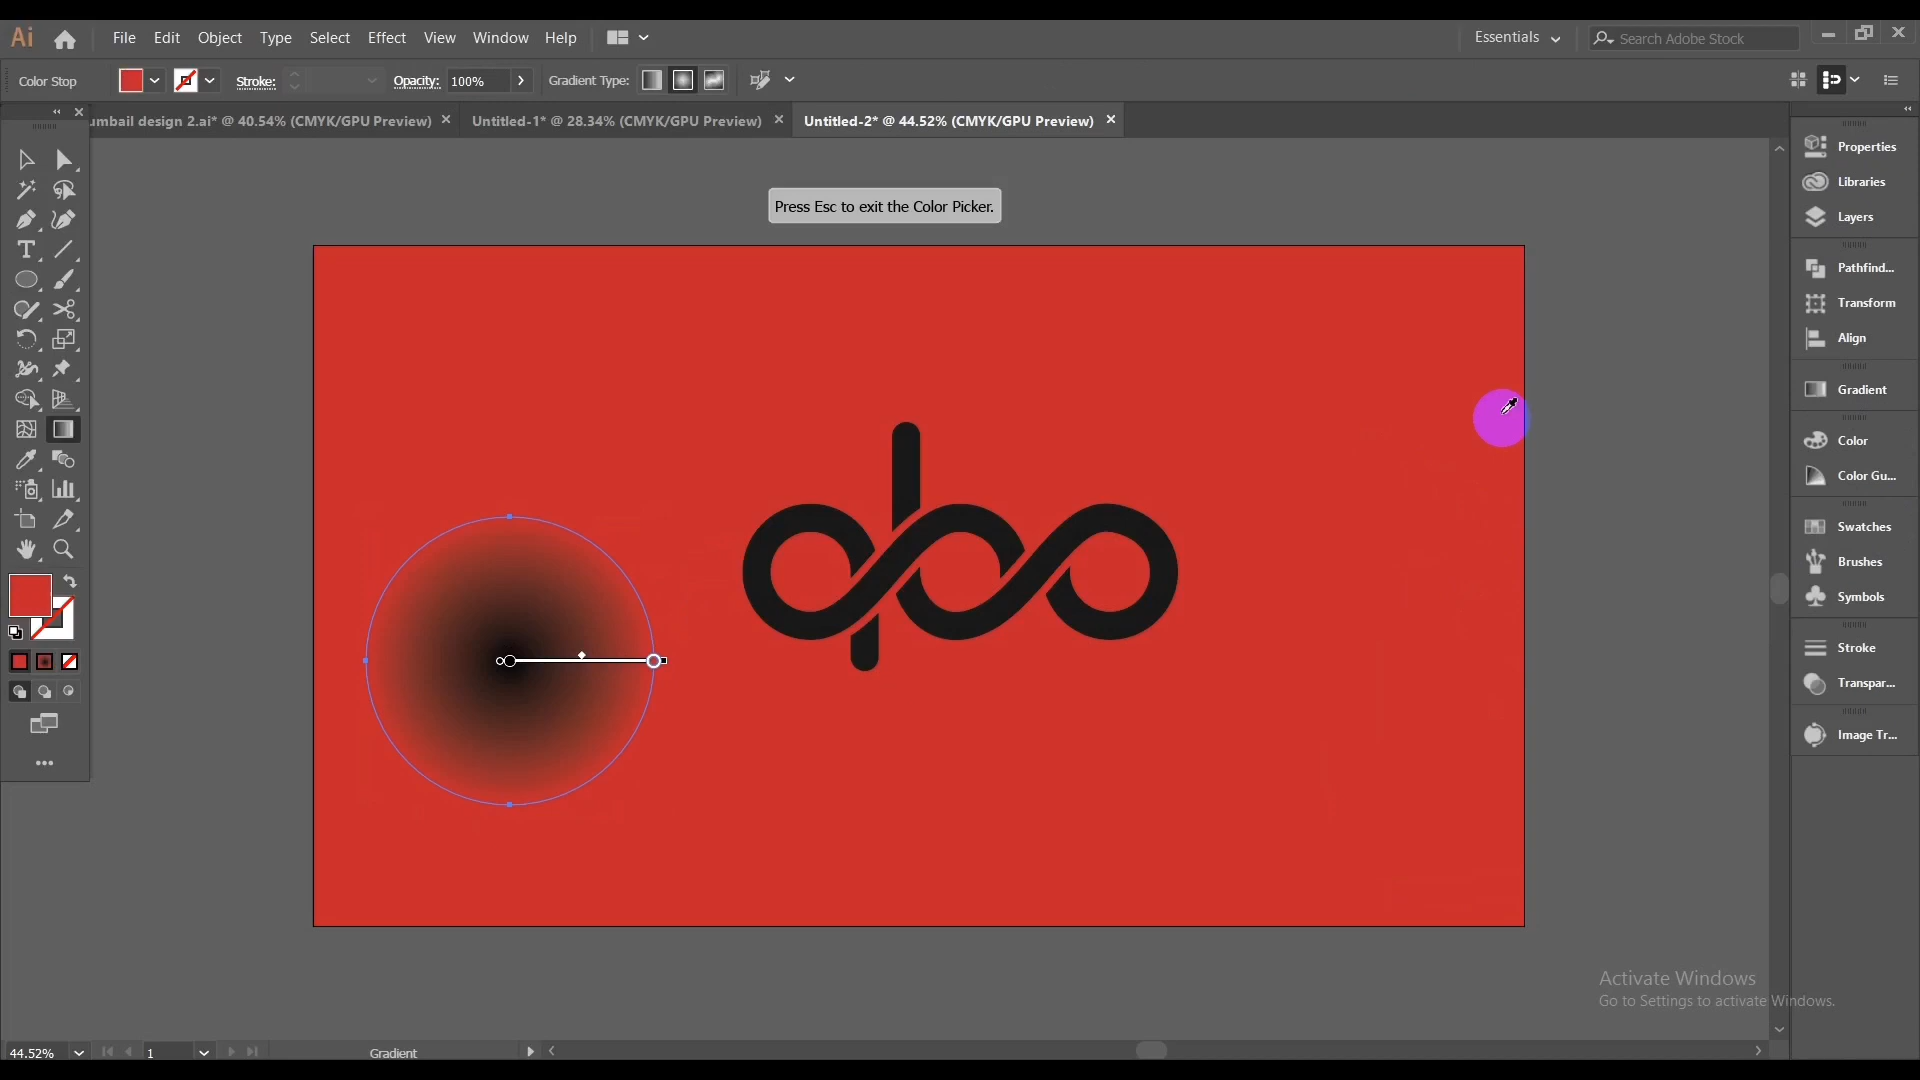 Ai File Edit Object Type Select Effect View Window Help Essentials Search Adobe Stock
Color Stop Stroke: Opacity: 100% Gradient Type:
umbail design 2.ai* @ 40.54% (CMYK/GPU Preview) Untitled-1* @ 28.34% (CMYK/GPU Preview) Untitled-2* @ 44.52% (CMYK/GPU Preview)
Press Esc to exit the Color Picker.
Properties
Libraries
Layers
Pathfind...
Transform
Align
Gradient
Color
Color Gu...
Swatches
Brushes
Symbols
Stroke
Transpar...
Image Tr...
Activate Windows
Go to Settings to activate Windows.
44.52% 1 Gradient